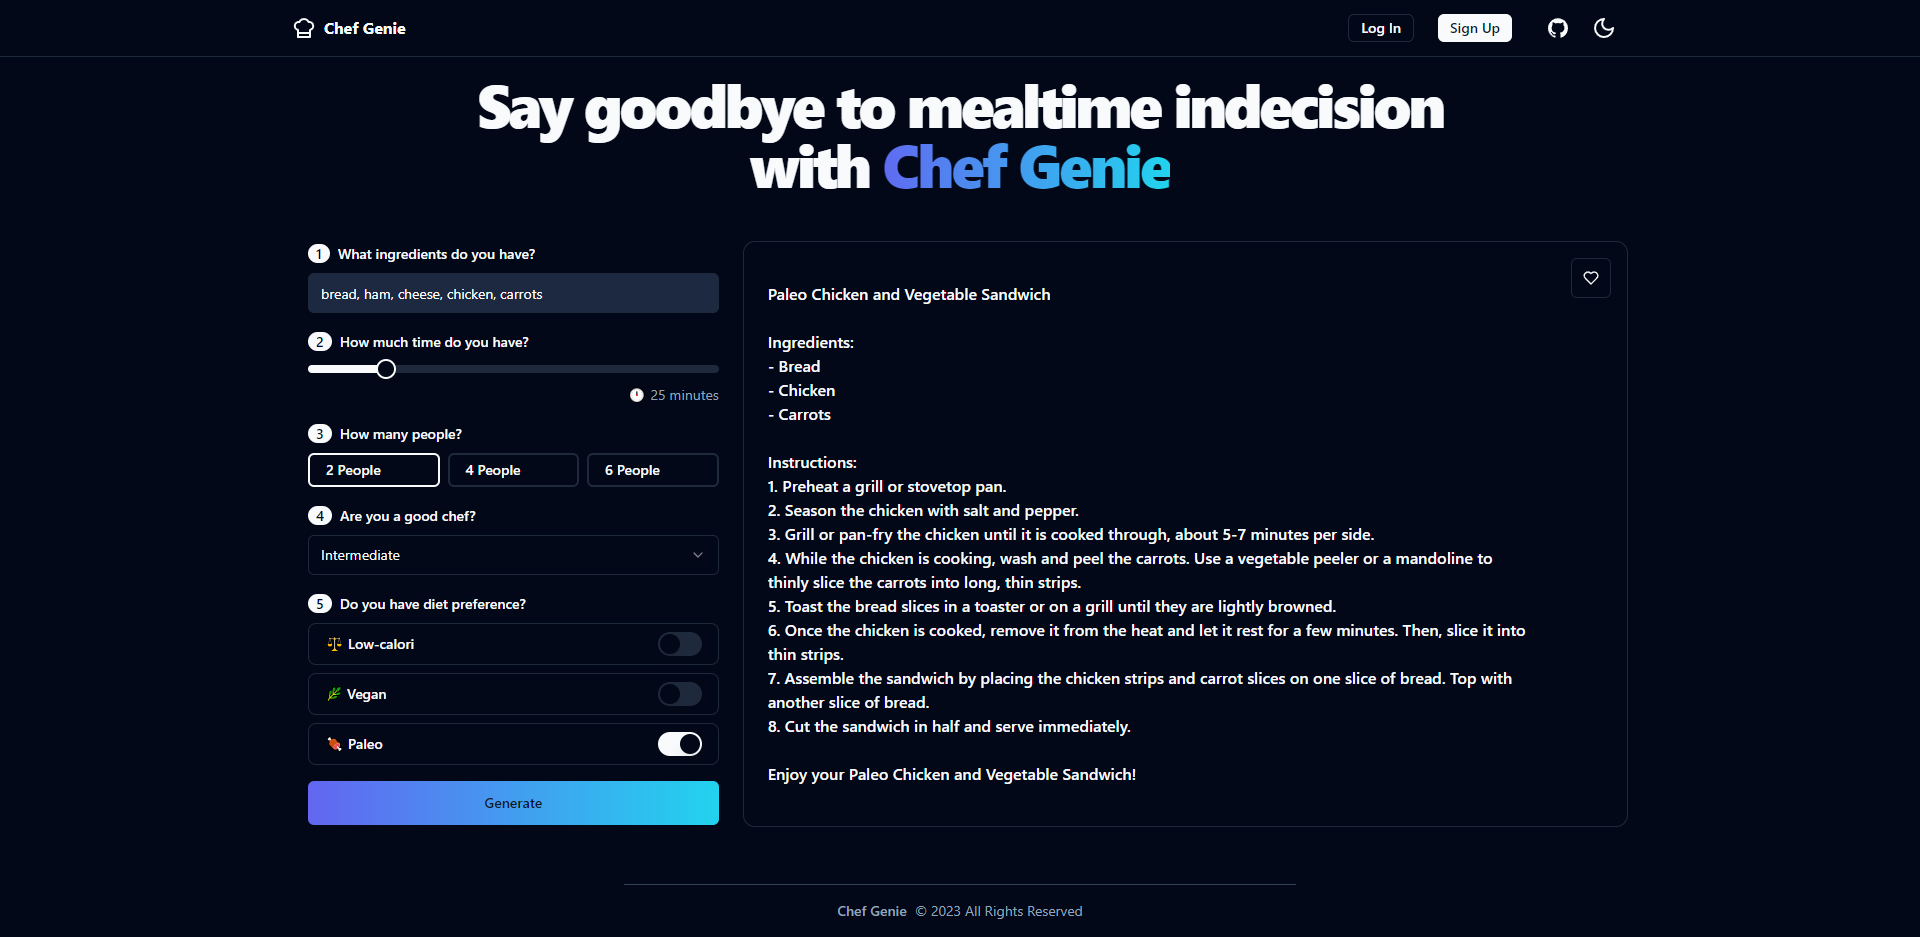 Chef Genie
Log In
Sign Up
Say goodbye to mealtime indecision
with Chef Genie
1 What ingredients do you have?
bread, ham, cheese, chicken, carrots
2 How much time do you have?
25 minutes
3 How many people?
2 People
4 People
6 People
4 Are you a good chef?
Intermediate
5 Do you have diet preference?
Low-calori
Vegan
Paleo
Generate
Paleo Chicken and Vegetable Sandwich
Ingredients:
- Bread
- Chicken
- Carrots
Instructions:
1. Preheat a grill or stovetop pan.
2. Season the chicken with salt and pepper.
3. Grill or pan-fry the chicken until it is cooked through, about 5-7 minutes per side.
4. While the chicken is cooking, wash and peel the carrots. Use a vegetable peeler or a mandoline to
thinly slice the carrots into long, thin strips.
5. Toast the bread slices in a toaster or on a grill until they are lightly browned.
6. Once the chicken is cooked, remove it from the heat and let it rest for a few minutes. Then, slice it into
thin strips.
7. Assemble the sandwich by placing the chicken strips and carrot slices on one slice of bread. Top with
another slice of bread.
8. Cut the sandwich in half and serve immediately.
Enjoy your Paleo Chicken and Vegetable Sandwich!
Chef Genie © 2023 All Rights Reserved